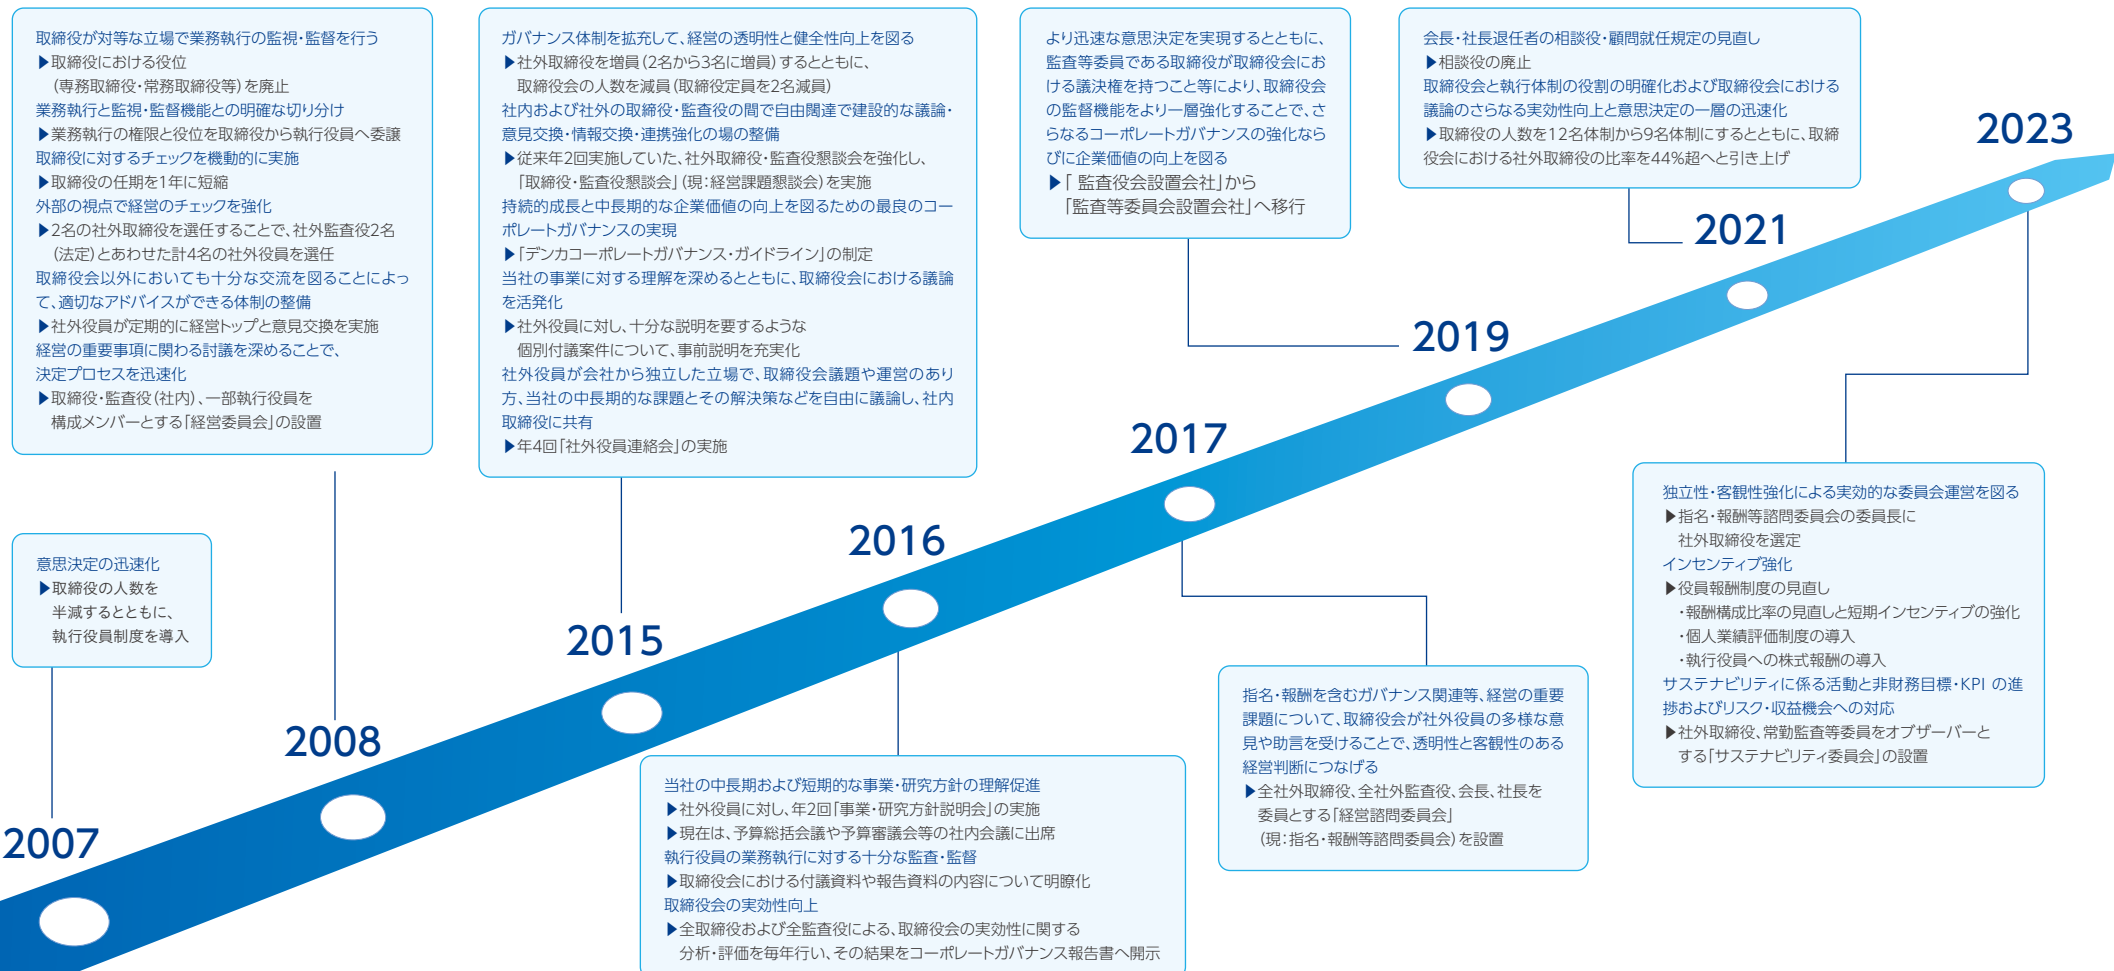 取締役が対等な立場で業務執行の監視・監督を行う
▶取締役における役位
(専務取締役・常務取締役等)を廃止
業務執行と監視・監督機能との明確な切り分け
▶業務執行の権限と役位を取締役から執行役員へ委譲
取締役に対するチェックを機動的に実施
▶取締役の任期を1年に短縮
外部の視点で経営のチェックを強化
▶2名の社外取締役を選任することで、社外監査役2名
(法定)とあわせた計4名の社外役員を選任
取締役会以外においても十分な交流を図ることによっ
て、適切なアドバイスができる体制の整備
▶社外役員が定期的に経営トップと意見交換を実施
経営の重要事項に関わる討議を深めることで、
決定プロセスを迅速化
▶取締役・監査役(社内)、一部執行役員を
構成メンバーとする「経営委員会」の設置
ガバナンス体制を拡充して、経営の透明性と健全性向上を図る
▶社外取締役を増員(2名から3名に増員)するとともに、
取締役会の人数を減員(取締役定員を2名減員)
社内および社外の取締役・監査役の間で自由闊達で建設的な議論・
意見交換・情報交換・連携強化の場の整備
▶従来年2回実施していた、社外取締役・監査役懇談会を強化し、
「取締役・監査役懇談会」(現:経営課題懇談会)を実施
持続的成長と中長期的な企業価値の向上を図るための最良のコー
ポレートガバナンスの実現
▶「デンカコーポレートガバナンス・ガイドライン」の制定
当社の事業に対する理解を深めるとともに、取締役会における議論
を活発化
▶社外役員に対し、十分な説明を要するような
個別付議案件について、事前説明を充実化
社外役員が会社から独立した立場で、取締役会議題や運営のあり
方、当社の中長期的な課題とその解決策などを自由に議論し、社内
取締役に共有
▶年4回「社外役員連絡会」の実施
より迅速な意思決定を実現するとともに、
監査等委員である取締役が取締役会にお
ける議決権を持つこと等により、取締役会
の監督機能をより一層強化することで、さ
らなるコーポレートガバナンスの強化なら
びに企業価値の向上を図る
▶「 監査役会設置会社」から
「監査等委員会設置会社」へ移行
会長・社長退任者の相談役・顧問就任規定の見直し
▶相談役の廃止
取締役会と執行体制の役割の明確化および取締役会における
議論のさらなる実効性向上と意思決定の一層の迅速化
▶取締役の人数を12名体制から9名体制にするとともに、取締
役会における社外取締役の比率を44%超へと引き上げ
2023
2021
2019
2017
2016
2015
2008
2007
意思決定の迅速化
▶取締役の人数を
半減するとともに、
執行役員制度を導入
当社の中長期および短期的な事業・研究方針の理解促進
▶社外役員に対し、年2回「事業・研究方針説明会」の実施
▶現在は、予算総括会議や予算審議会等の社内会議に出席
執行役員の業務執行に対する十分な監査・監督
▶取締役会における付議資料や報告資料の内容について明瞭化
取締役会の実効性向上
▶全取締役および全監査役による、取締役会の実効性に関する
分析・評価を毎年行い、その結果をコーポレートガバナンス報告書へ開示
指名・報酬を含むガバナンス関連等、経営の重要
課題について、取締役会が社外役員の多様な意
見や助言を受けることで、透明性と客観性のある
経営判断につなげる
▶全社外取締役、全社外監査役、会長、社長を
委員とする「経営諮問委員会」
(現:指名・報酬等諮問委員会)を設置
独立性・客観性強化による実効的な委員会運営を図る
▶指名・報酬等諮問委員会の委員長に
社外取締役を選定
インセンティブ強化
▶役員報酬制度の見直し
・報酬構成比率の見直しと短期インセンティブの強化
・個人業績評価制度の導入
・執行役員への株式報酬の導入
サステナビリティに係る活動と非財務目標・KPI の進
捗およびリスク・収益機会への対応
▶社外取締役、常勤監査等委員をオブザーバーと
する「サステナビリティ委員会」の設置